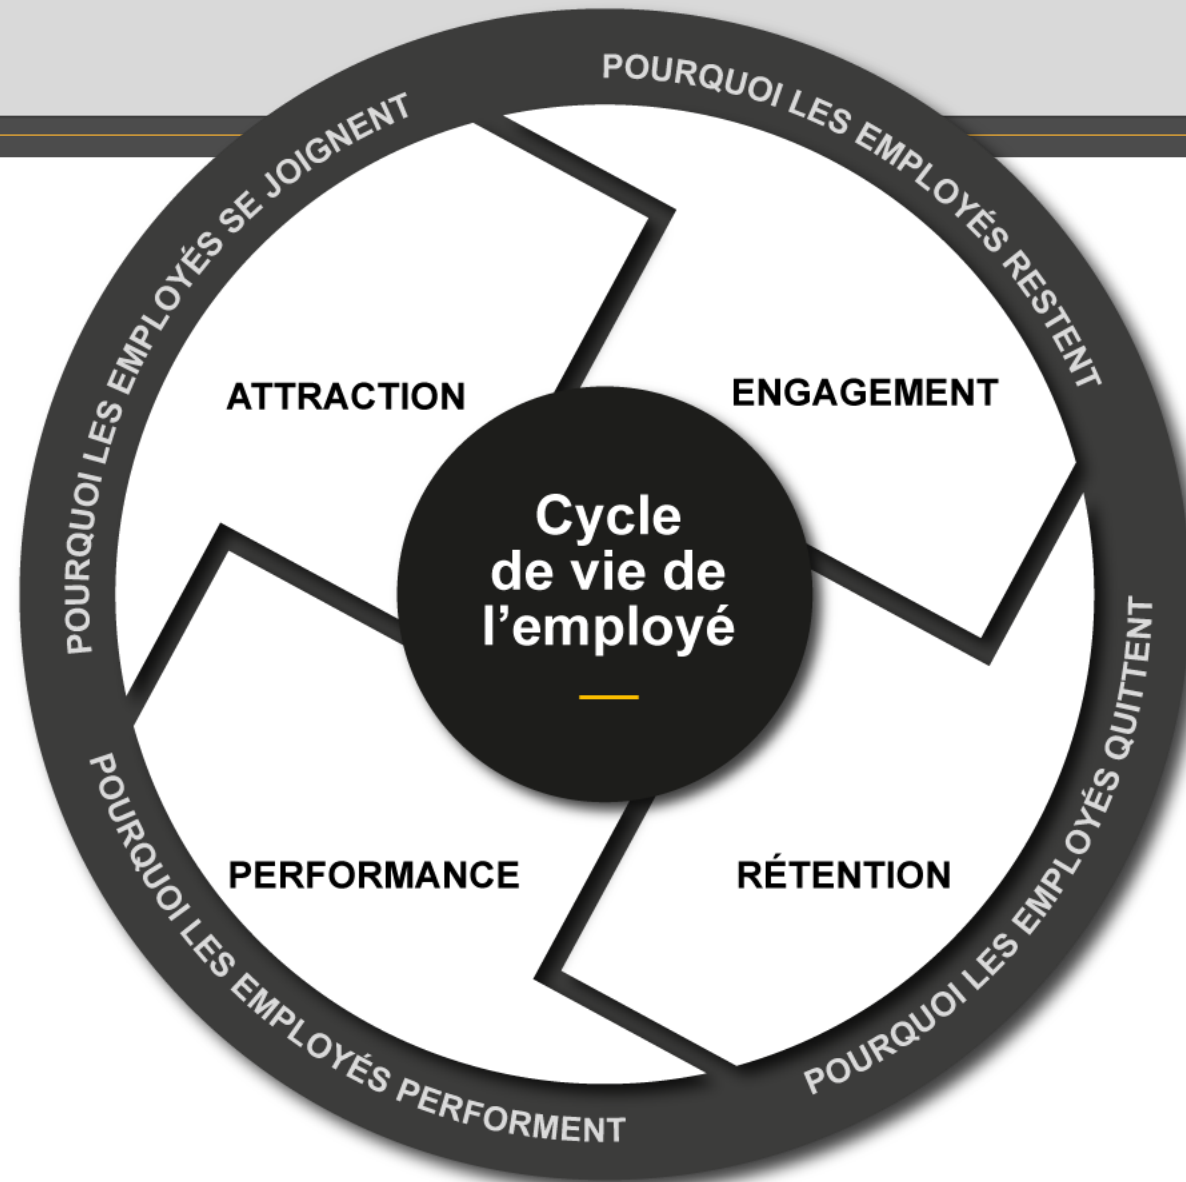 POURQUOI LES EMPLOYÉS SE JOIGNENT
POURQUOI LES EMPLOYÉS RESTENT
ATTRACTION
ENGAGEMENT
Cycle
de vie de
l’employé
PERFORMANCE
RÉTENTION
POURQUOI LES EMPLOYÉS PERFORMENT
POURQUOI LES EMPLOYÉS QUITTENT